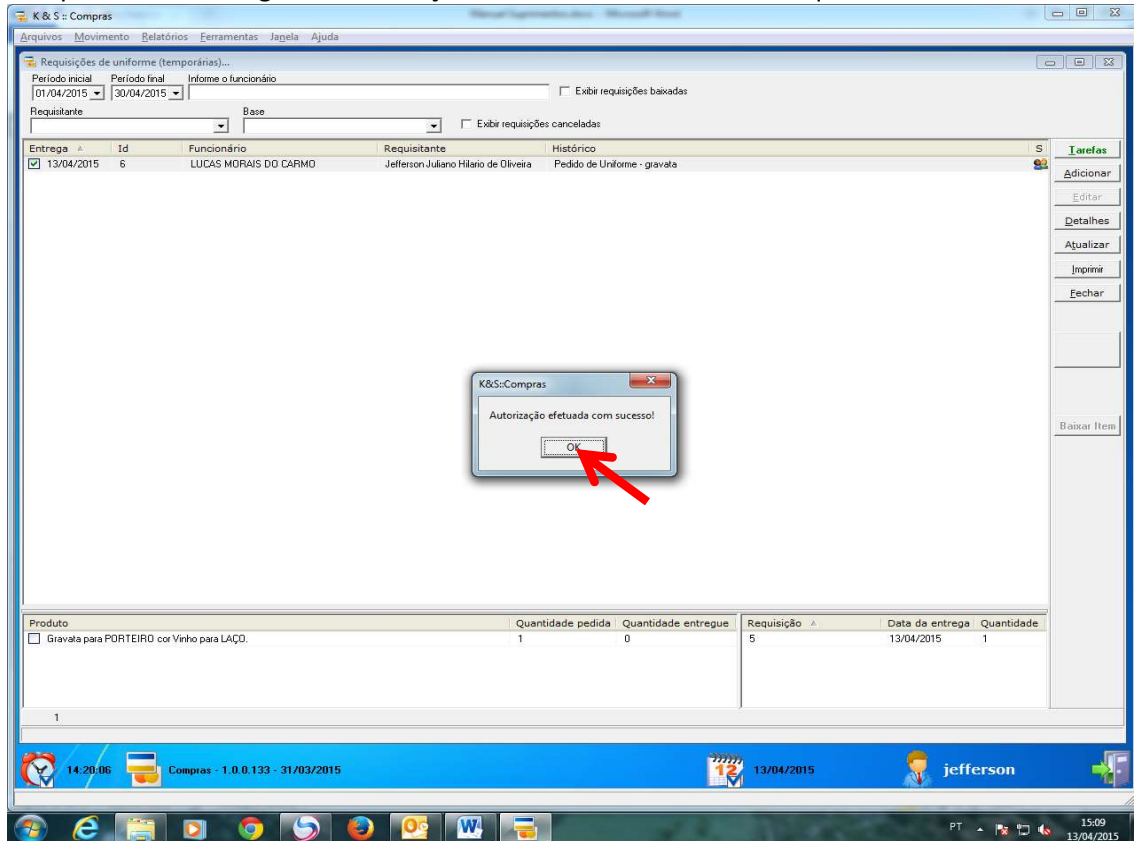 K & S :: Compras
Arquivos Movimento Relatórios Ferramentas Janela Ajuda
Requisições de uniforme (temporárias)...
Período inicial Período final Informe o funcionário
01/04/2015 30/04/2015 Exibir requisições baixadas
Requisitante Base
Exibir requisições canceladas
Entrega Id Funcionário Requisitante Histórico S
13/04/2015 6 LUCAS MORAIS DO CARMO Jefferson Juliano Hilario de Oliveira Pedido de Uniforme - gravata
Tarefas
Adicionar
Editar
Detalhes
Atualizar
Imprimir
Fechar
Baixar Item
K&S::Compras
Autorização efetuada com sucesso!
OK
Produto Quantidade pedida Quantidade entregue Requisição Data da entrega Quantidade
Gravata para PORTEIRO cor Vinho para LAÇO. 1 0 5 13/04/2015 1
1
14:20:06 Compras - 1.0.0.133 - 31/03/2015 12 13/04/2015 jefferson
PT 15:09
13/04/2015